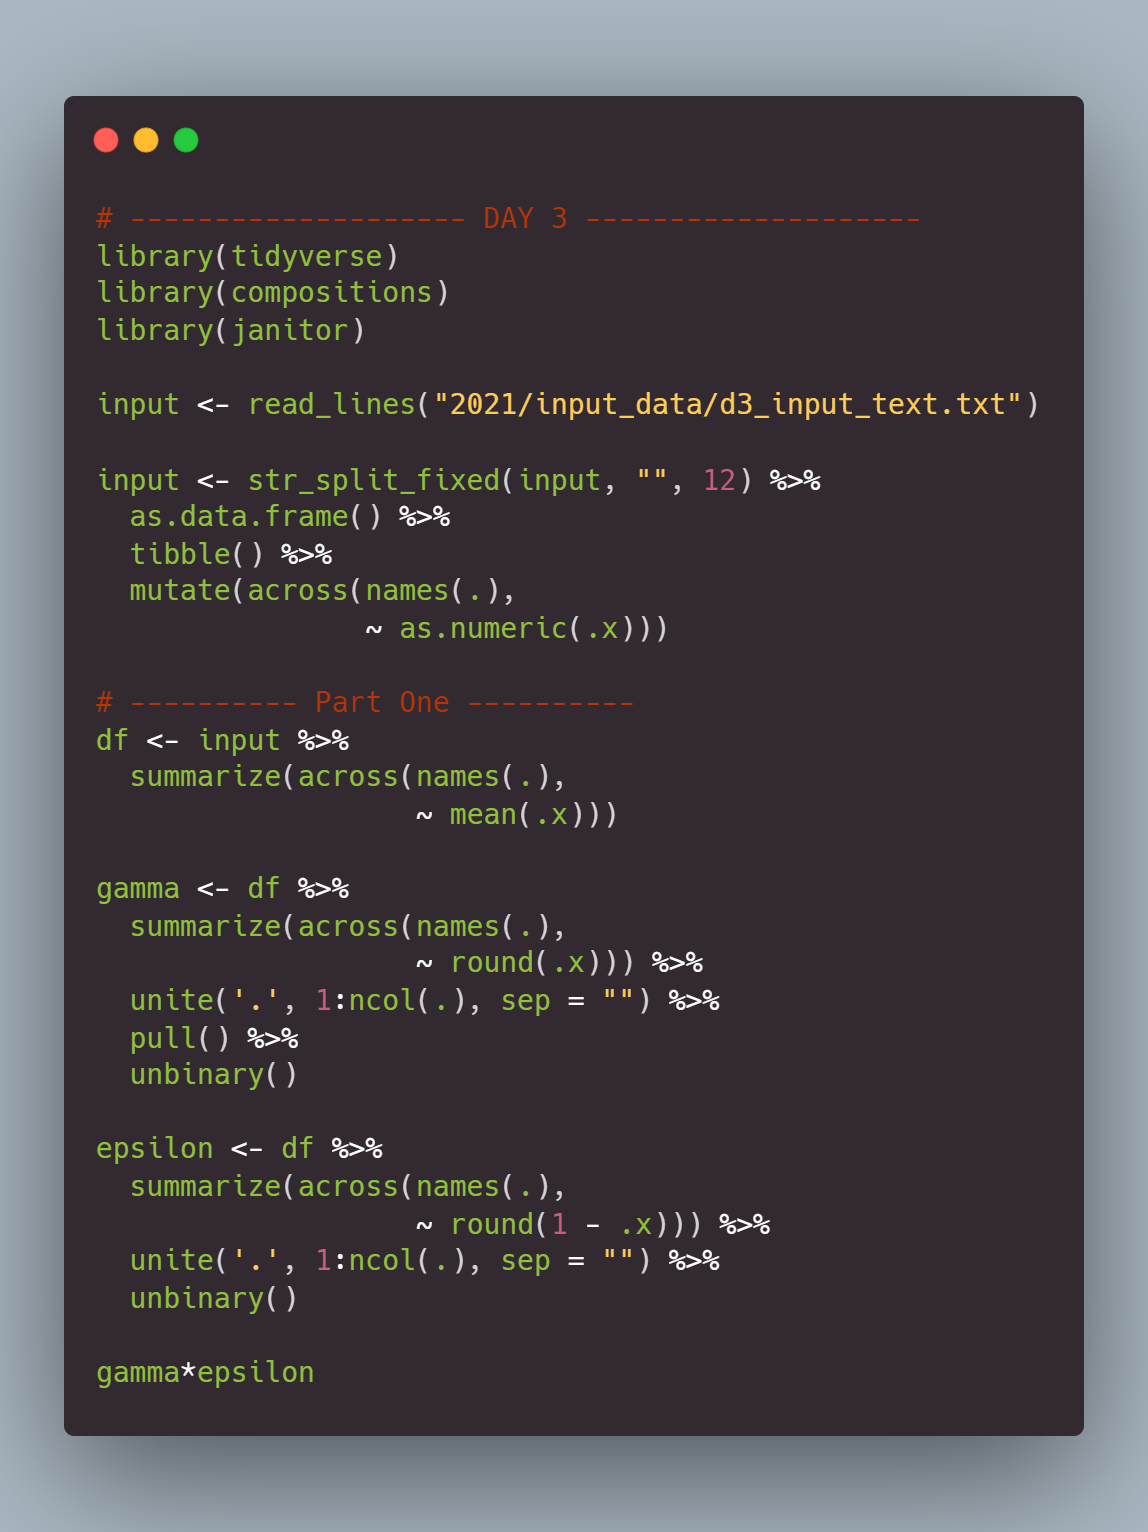 # -------------------- DAY 3 --------------------
library(tidyverse)
library(compositions)
library(janitor)

input <- read_lines("2021/input_data/d3_input_text.txt")

input <- str_split_fixed(input, "", 12) %>%
  as.data.frame() %>%
  tibble() %>%
  mutate(across(names(.),
                ~ as.numeric(.x)))

# ---------- Part One ----------
df <- input %>%
  summarize(across(names(.),
                   ~ mean(.x)))

gamma <- df %>%
  summarize(across(names(.),
                   ~ round(.x))) %>%
  unite('.', 1:ncol(.), sep = "") %>%
  pull() %>%
  unbinary()

epsilon <- df %>%
  summarize(across(names(.),
                   ~ round(1 - .x))) %>%
  unite('.', 1:ncol(.), sep = "") %>%
  unbinary()

gamma*epsilon